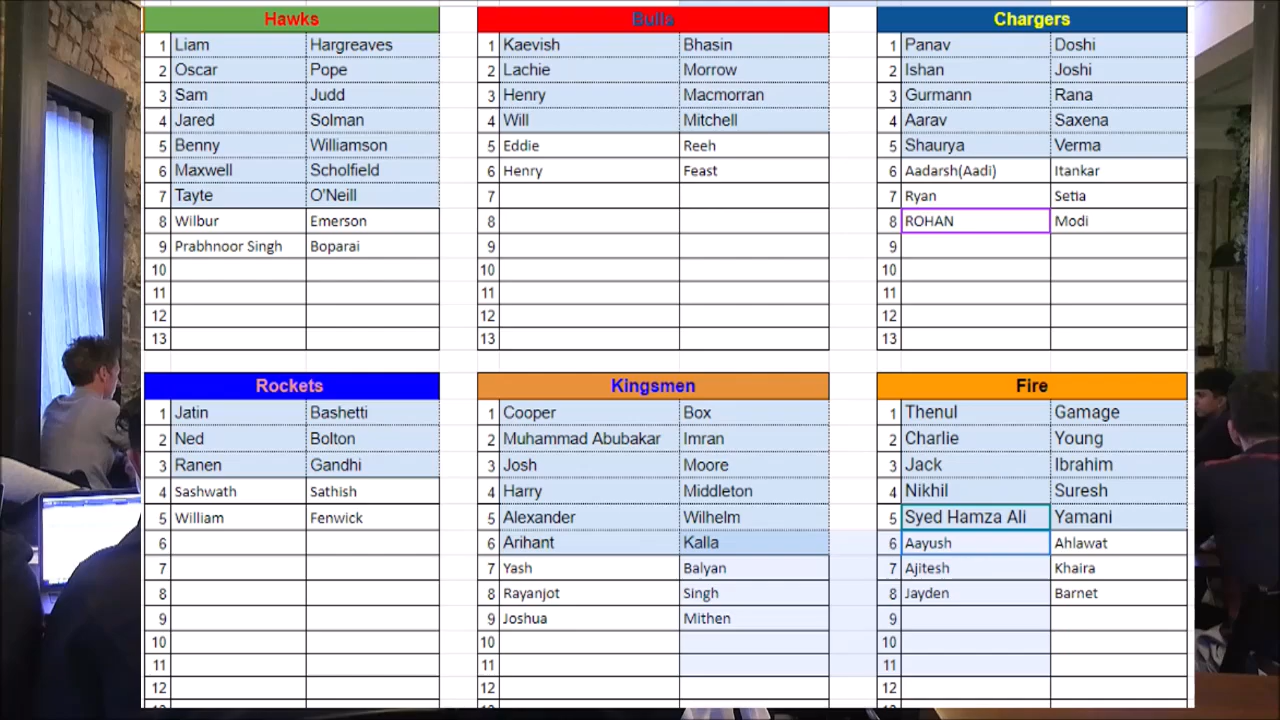 Hawks
1 Liam Hargreaves
2 Oscar Pope
3 Sam Judd
4 Jared Solman
5 Benny Williamson
6 Maxwell Scholfield
7 Tayte O'Neill
8 Wilbur Emerson
9 Prabhnoor Singh Boparai
10
11
12
13
Bulls
1 Kaevish Bhasin
2 Lachie Morrow
3 Henry Macmorran
4 Will Mitchell
5 Eddie Reeh
6 Henry Feast
7
8
9
10
11
12
13
Chargers
1 Panav Doshi
2 Ishan Joshi
3 Gurmann Rana
4 Aarav Saxena
5 Shaurya Verma
6 Aadarsh(Aadi) Itankar
7 Ryan Setia
8 ROHAN Modi
9
10
11
12
13
Rockets
1 Jatin Bashetti
2 Ned Bolton
3 Ranen Gandhi
4 Sashwath Sathish
5 William Fenwick
6
7
8
9
10
11
12
Kingsmen
1 Cooper Box
2 Muhammad Abubakar Imran
3 Josh Moore
4 Harry Middleton
5 Alexander Wilhelm
6 Arihant Kalla
7 Yash Balyan
8 Rayanjot Singh
9 Joshua Mithen
10
11
12
Fire
1 Thenul Gamage
2 Charlie Young
3 Jack Ibrahim
4 Nikhil Suresh
5 Syed Hamza Ali Yamani
6 Aayush Ahlawat
7 Ajitesh Khaira
8 Jayden Barnet
9
10
11
12